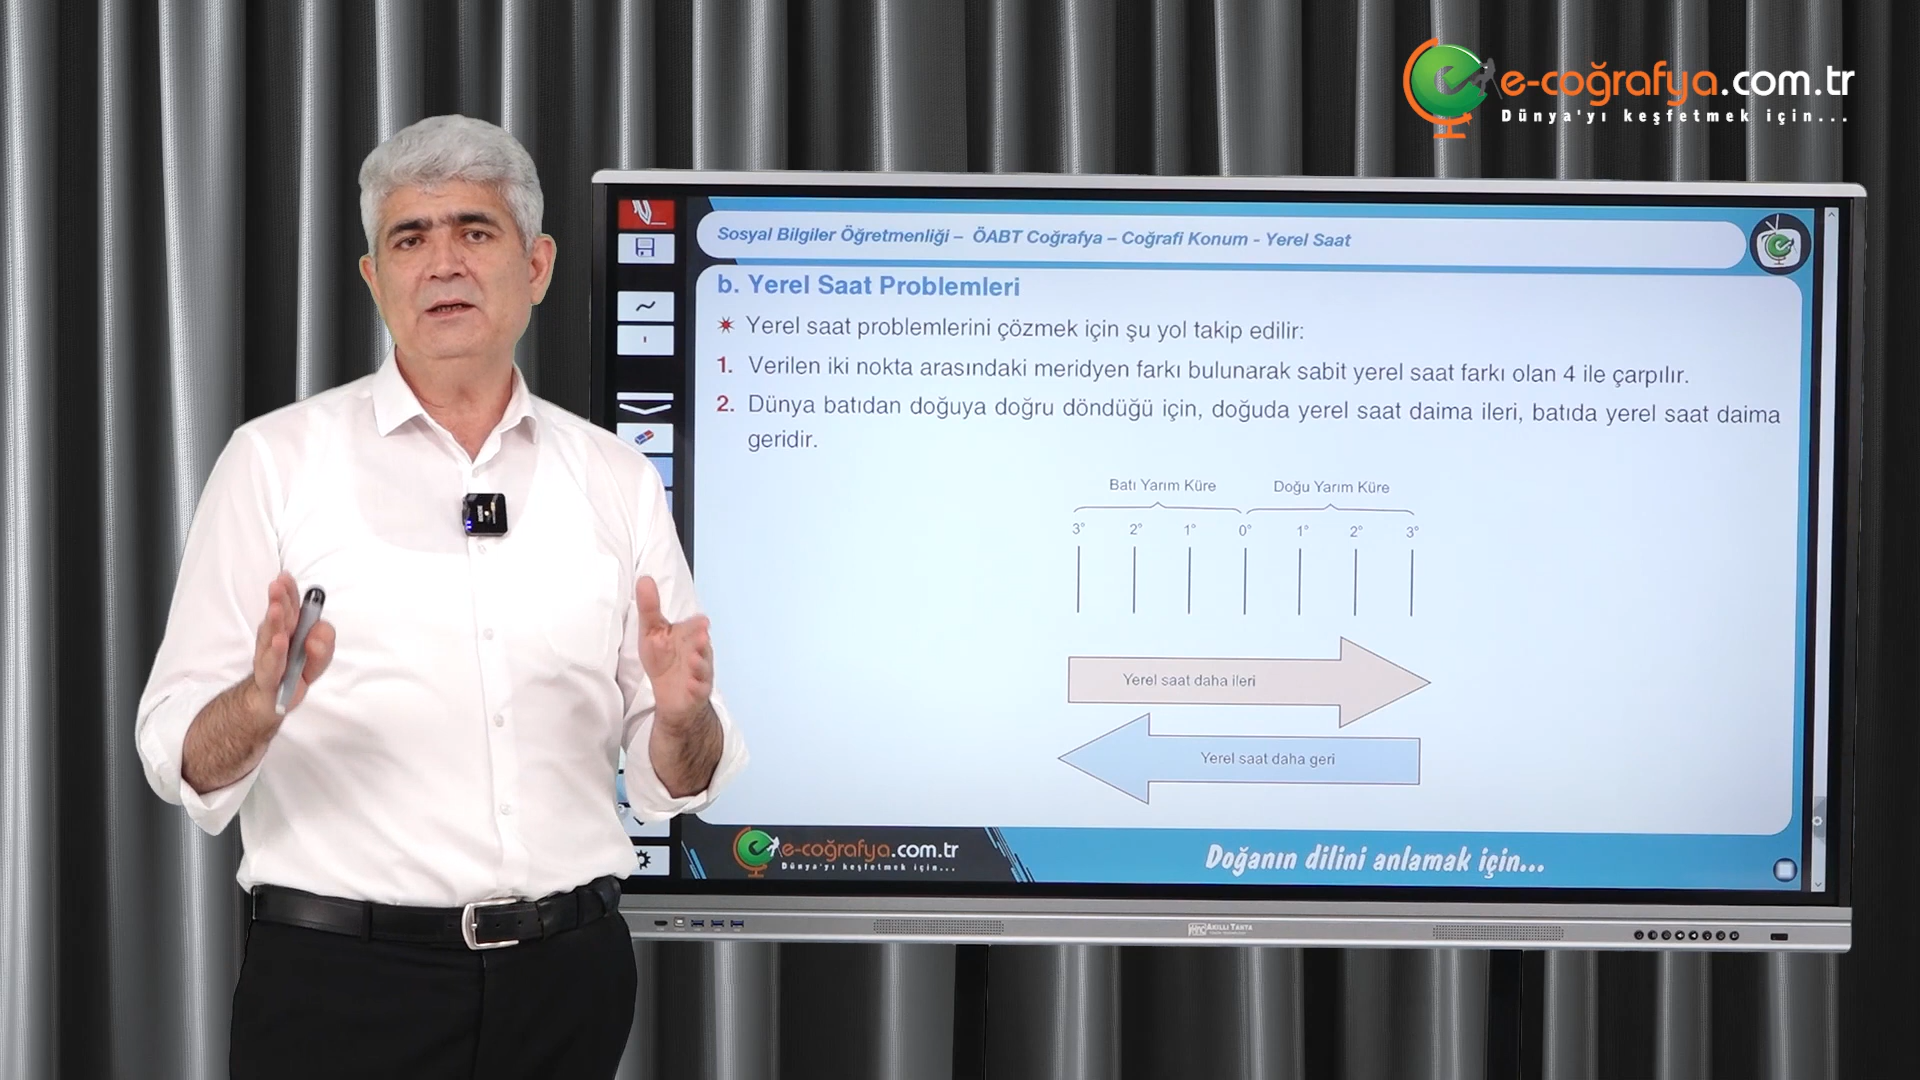 e-coğrafya.com.tr
Dünya'yı keşfetmek için...
Sosyal Bilgiler Öğretmenliği – ÖABT Coğrafya – Coğrafi Konum - Yerel Saat
b. Yerel Saat Problemleri
Yerel saat problemlerini çözmek için şu yol takip edilir:
1. Verilen iki nokta arasındaki meridyen farkı bulunarak sabit yerel saat farkı olan 4 ile çarpılır.
2. Dünya batıdan doğuya doğru döndüğü için, doğuda yerel saat daima ileri, batıda yerel saat daima
geridir.
Batı Yarım Küre Doğu Yarım Küre
3° 2° 1° 0° 1° 2° 3°
Yerel saat daha ileri
Yerel saat daha geri
e-coğrafya.com.tr
Dünya'yı keşfetmek için...
Doğanın dilini anlamak için...
AKILLI TAHTA